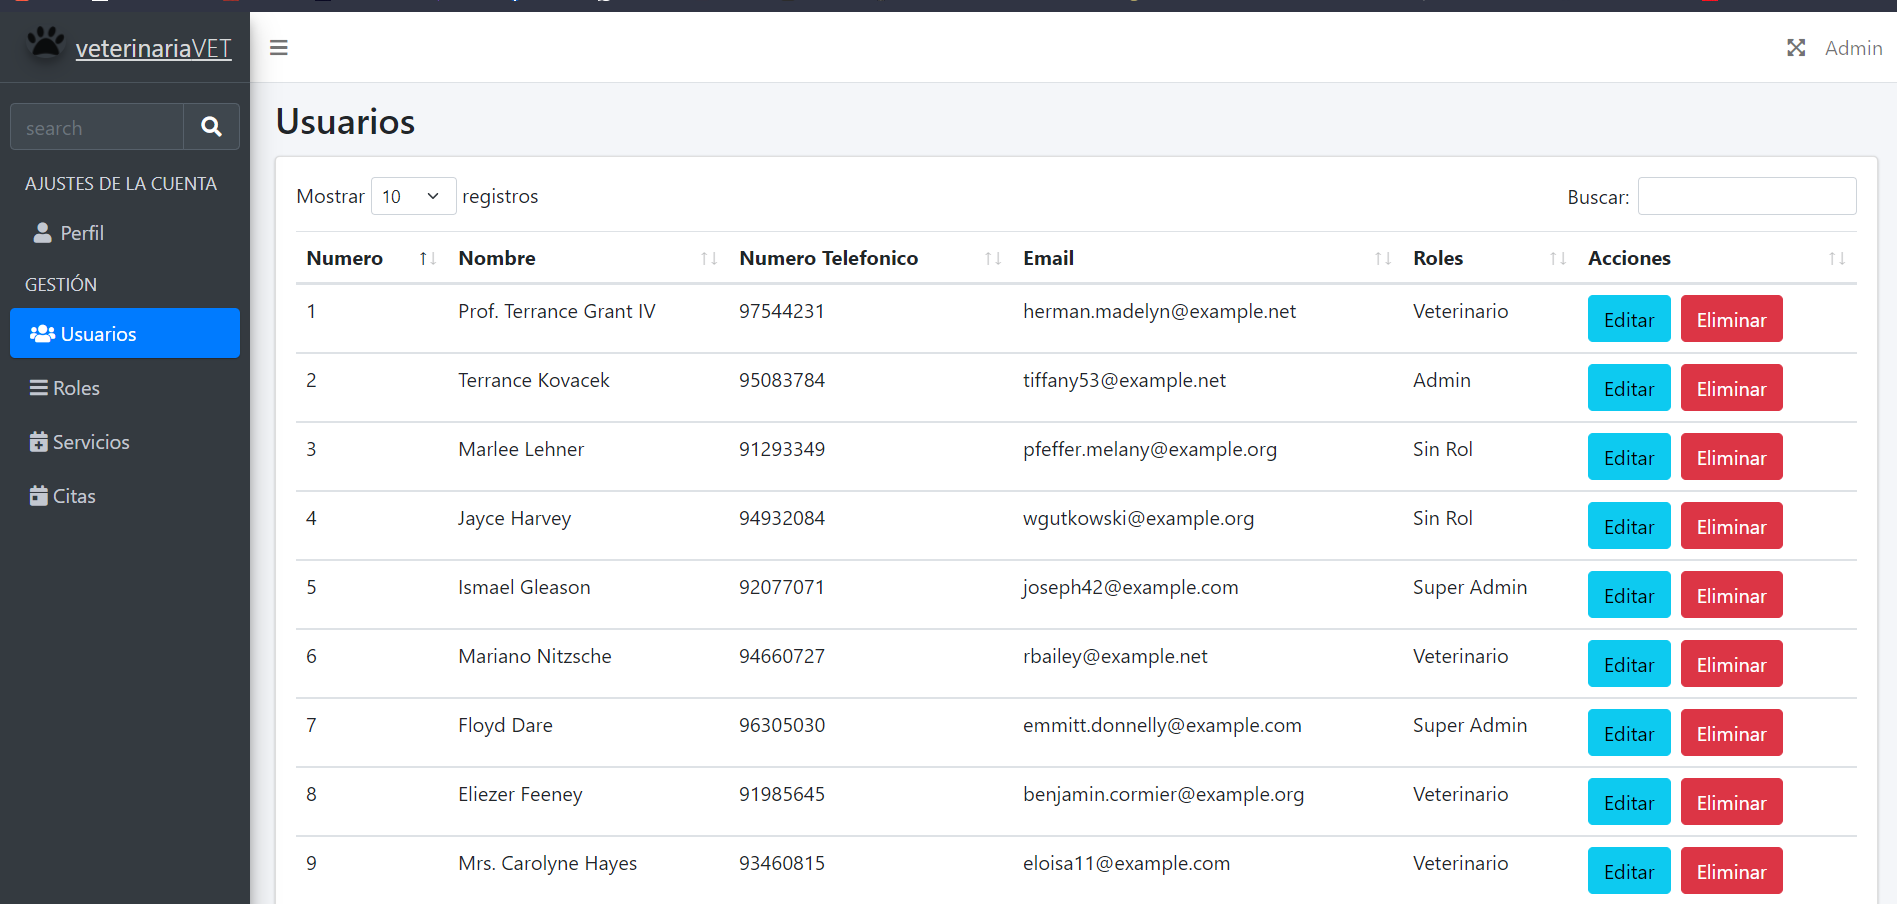 veterinariaVET
Admin
search
AJUSTES DE LA CUENTA
Perfil
GESTIÓN
Usuarios
Roles
Servicios
Citas
Usuarios
Mostrar 10 registros
Buscar:
Numero Nombre Numero Telefonico Email Roles Acciones
1 Prof. Terrance Grant IV 97544231 herman.madelyn@example.net Veterinario Editar Eliminar
2 Terrance Kovacek 95083784 tiffany53@example.net Admin Editar Eliminar
3 Marlee Lehner 91293349 pfeffer.melany@example.org Sin Rol Editar Eliminar
4 Jayce Harvey 94932084 wgutkowski@example.org Sin Rol Editar Eliminar
5 Ismael Gleason 92077071 joseph42@example.com Super Admin Editar Eliminar
6 Mariano Nitzsche 94660727 rbailey@example.net Veterinario Editar Eliminar
7 Floyd Dare 96305030 emmitt.donnelly@example.com Super Admin Editar Eliminar
8 Eliezer Feeney 91985645 benjamin.cormier@example.org Veterinario Editar Eliminar
9 Mrs. Carolyne Hayes 93460815 eloisa11@example.com Veterinario Editar Eliminar